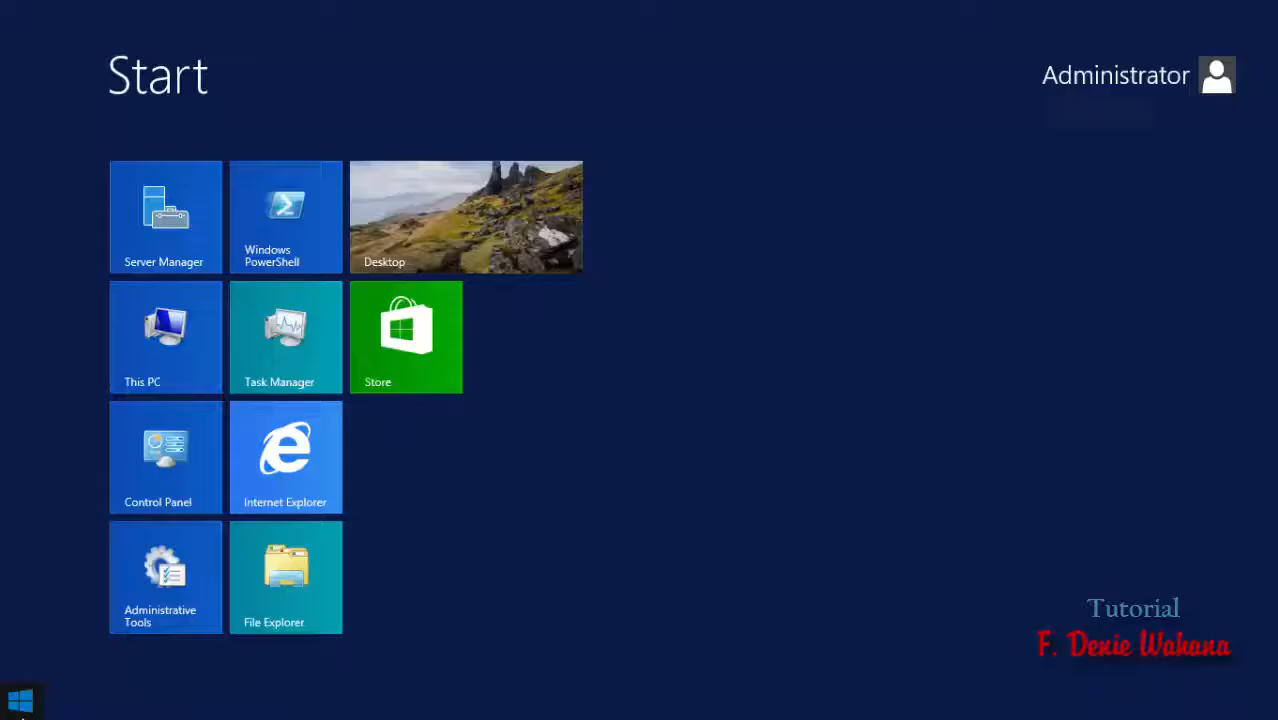 Start
Administrator
Server Manager
Windows
PowerShell
Desktop
This PC
Task Manager
Store
Control Panel
Internet Explorer
Administrative
Tools
File Explorer
Tutorial
F. Denie Wahana